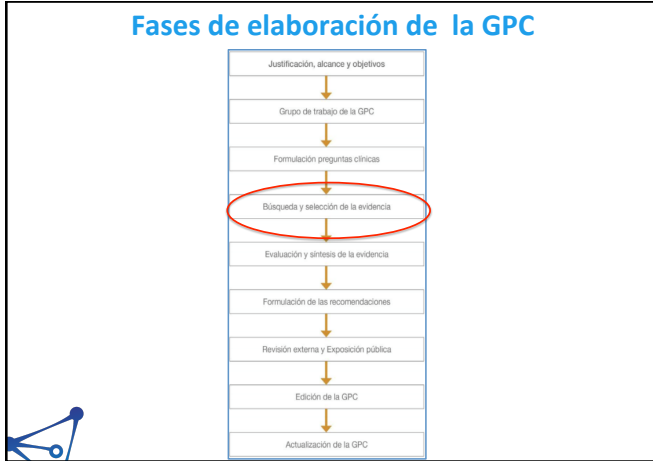 Fases de elaboración de la GPC
Justificación, alcance y objetivos
Grupo de trabajo de la GPC
Formulación preguntas clínicas
Búsqueda y selección de la evidencia
Evaluación y síntesis de la evidencia
Formulación de las recomendaciones
Revisión externa y Exposición pública
Edición de la GPC
Actualización de la GPC